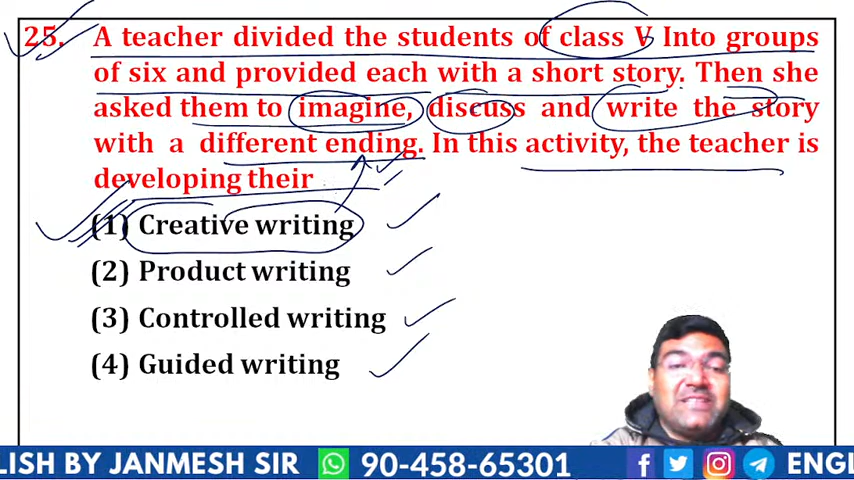 25. A teacher divided the students of class V. Into groups
of six and provided each with a short story. Then she
asked them to imagine, discuss and write the story
with a different ending. In this activity, the teacher is
developing their
(1) Creative writing
(2) Product writing
(3) Controlled writing
(4) Guided writing
LISH BY JANMESH SIR 90-458-65301 ENGL